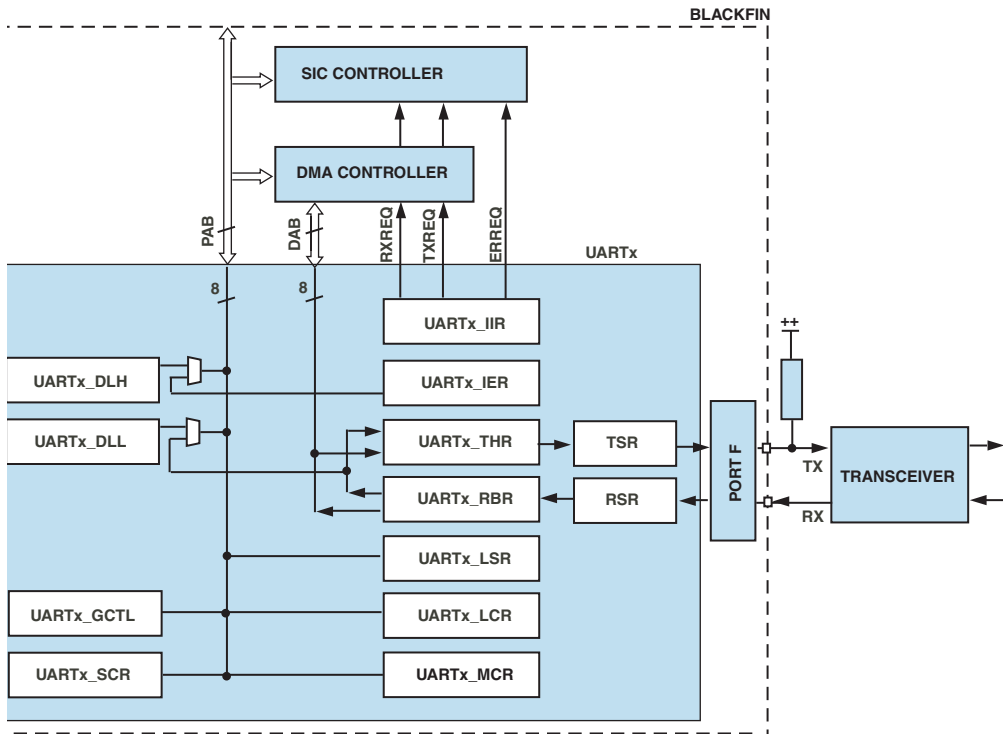 BLACKFIN
SIC CONTROLLER
DMA CONTROLLER
PAB
DAB
RXREQ
TXREQ
ERREQ
UARTx
8
8
UARTx_IIR
++
UARTx_DLH
UARTx_IER
UARTx_DLL
UARTx_THR
TSR
PORT F
TX
TRANSCEIVER
UARTx_RBR
RSR
RX
UARTx_LSR
UARTx_GCTL
UARTx_LCR
UARTx_SCR
UARTx_MCR